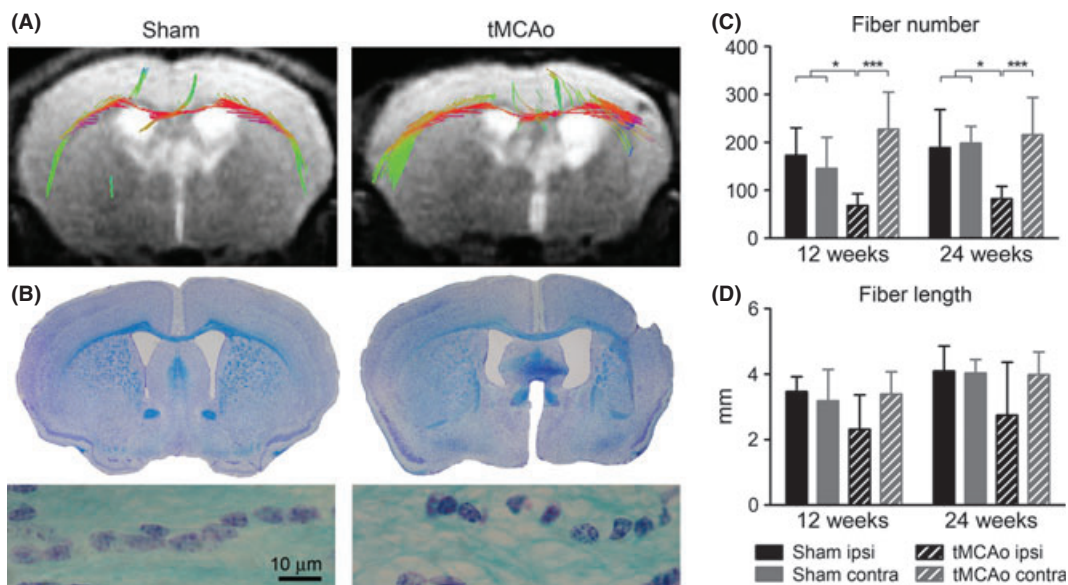 (A)
Sham
tMCAo
(B)
10 µm
(C)
Fiber number
400
300
200
100
0
* ***
* ***
12 weeks
24 weeks
(D)
Fiber length
6
4
2
0
mm
12 weeks
24 weeks
Sham ipsi
tMCAo ipsi
Sham contra
tMCAo contra